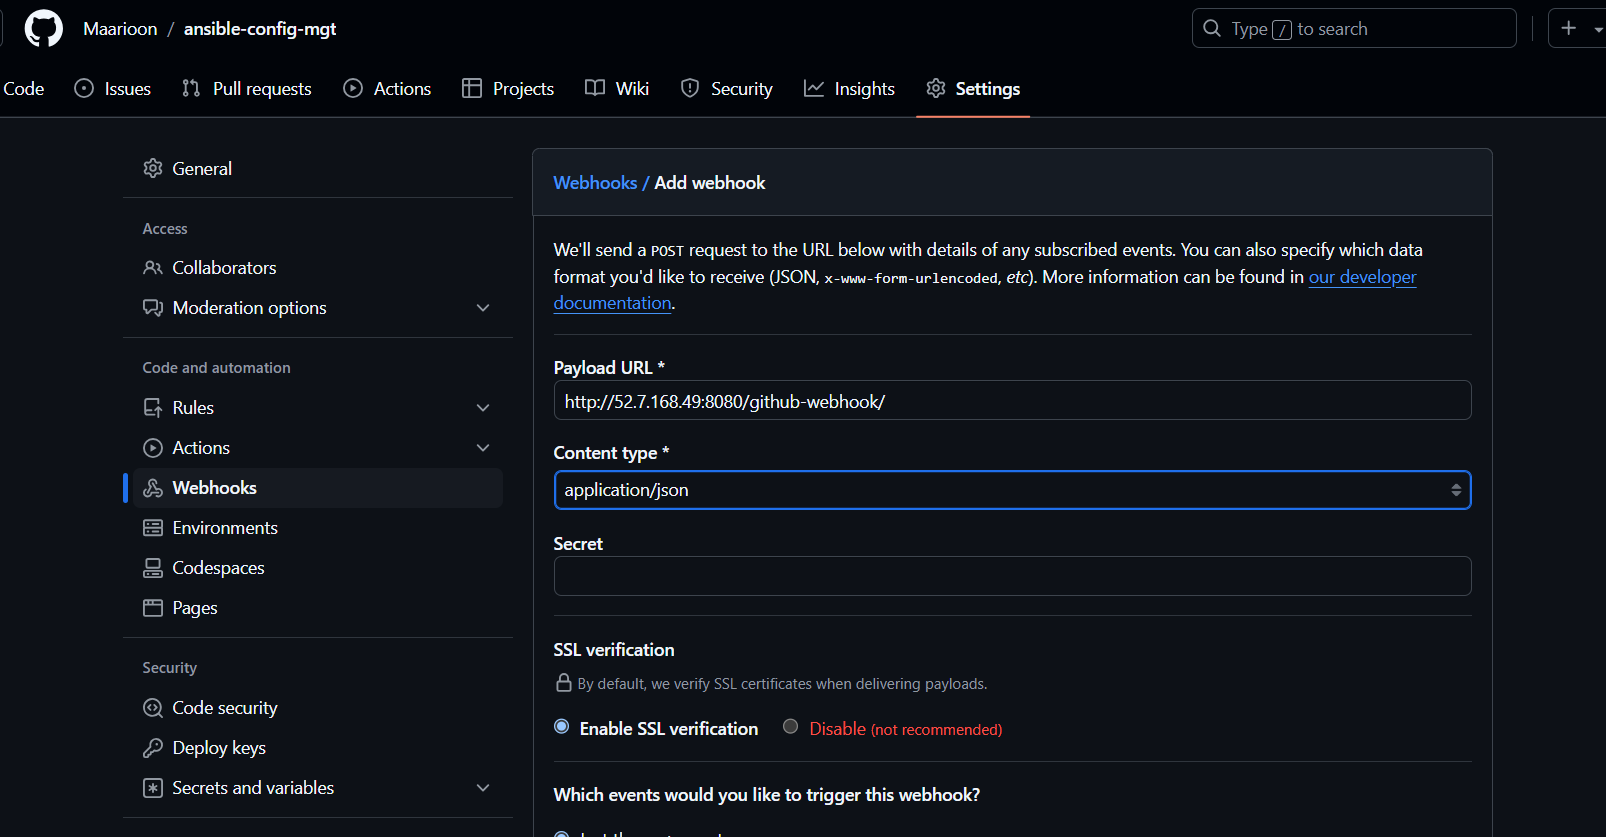 Maarioon / ansible-config-mgt
Type / to search
Code Issues Pull requests Actions Projects Wiki Security Insights Settings
General
Access
Collaborators
Moderation options
Code and automation
Rules
Actions
Webhooks
Environments
Codespaces
Pages
Security
Code security
Deploy keys
Secrets and variables
Webhooks / Add webhook
We'll send a POST request to the URL below with details of any subscribed events. You can also specify which data
format you'd like to receive (JSON, x-www-form-urlencoded, etc). More information can be found in our developer
documentation.
Payload URL *
http://52.7.168.49:8080/github-webhook/
Content type *
application/json
Secret
SSL verification
By default, we verify SSL certificates when delivering payloads.
Enable SSL verification Disable (not recommended)
Which events would you like to trigger this webhook?